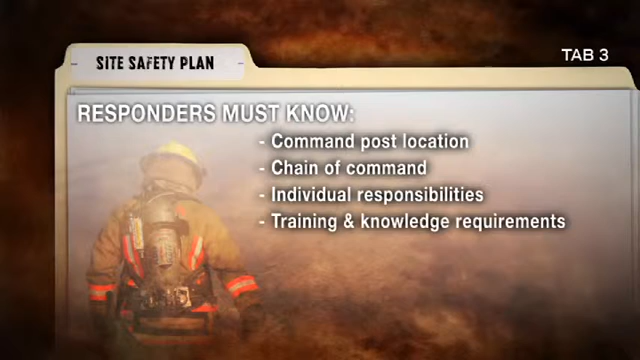 SITE SAFETY PLAN
TAB 3
RESPONDERS MUST KNOW:
- Command post location
- Chain of command
- Individual responsibilities
- Training & knowledge requirements